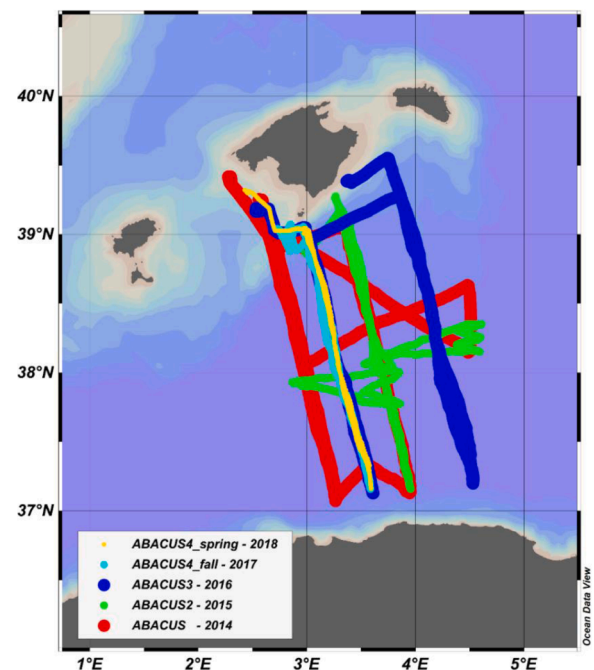 40°N
39°N
38°N
37°N
ABACUS4_spring - 2018
ABACUS4_fall - 2017
ABACUS3 - 2016
ABACUS2 - 2015
ABACUS - 2014
1°E 2°E 3°E 4°E 5°E
Ocean Data View